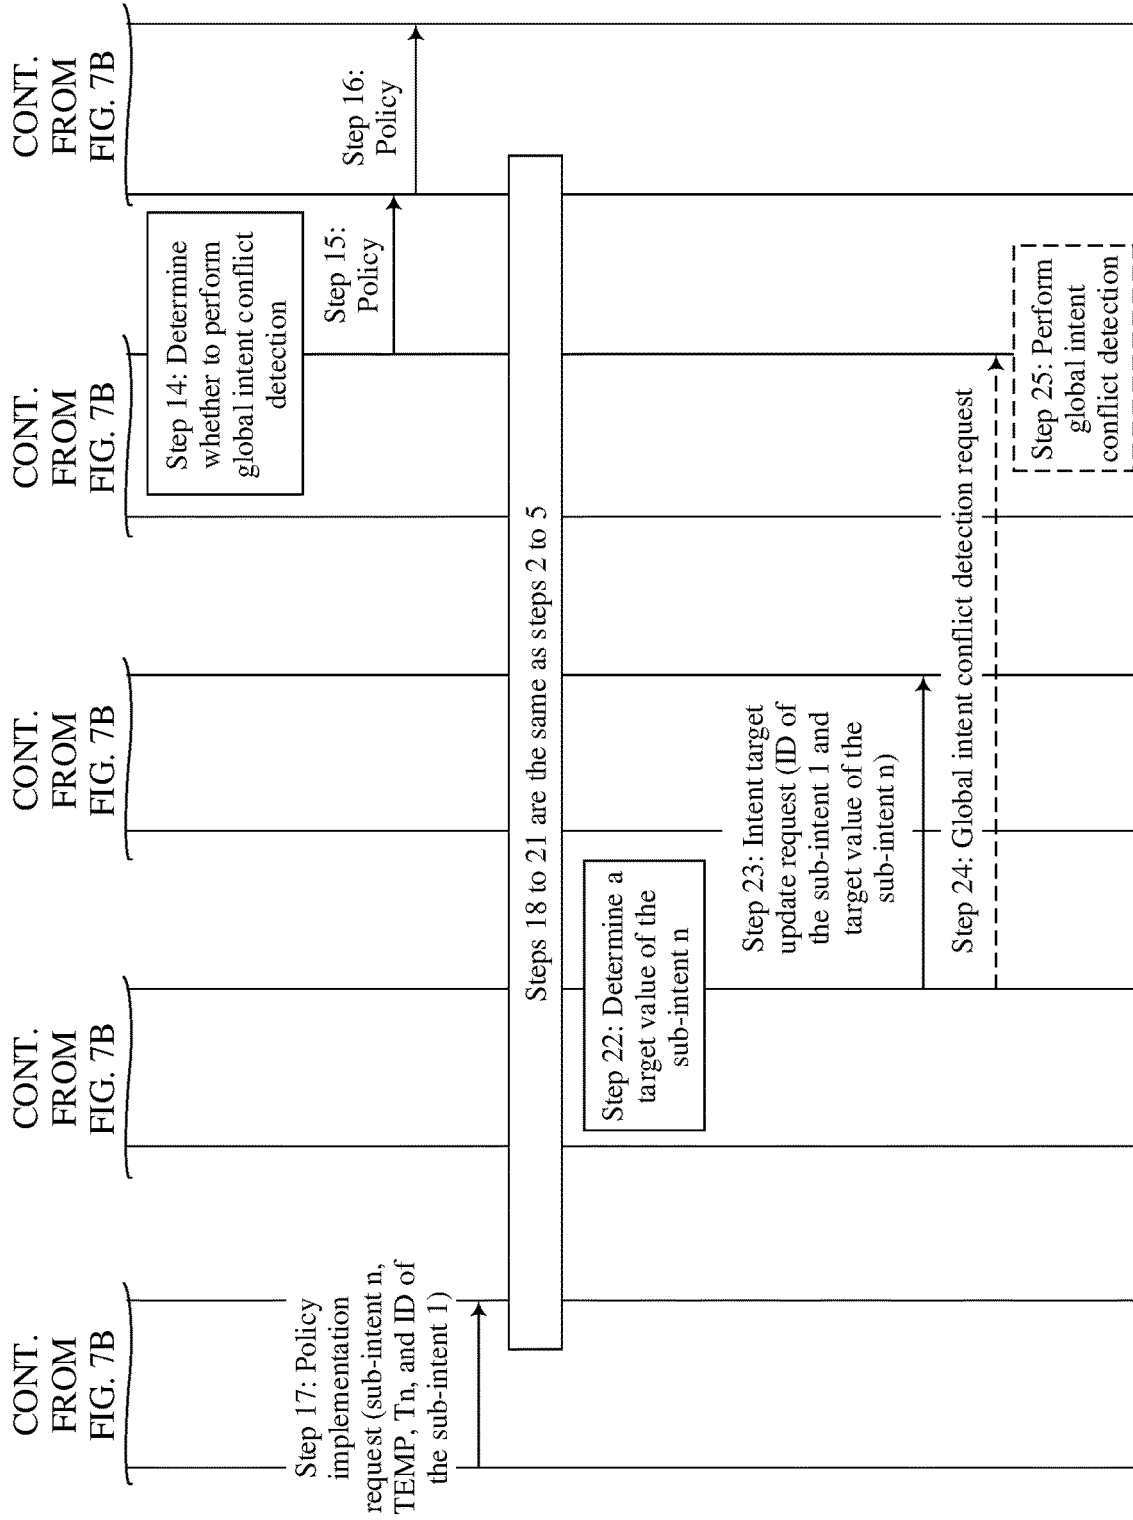 CONT.
FROM
FIG. 7B
CONT.
FROM
FIG. 7B
CONT.
FROM
FIG. 7B
CONT.
FROM
FIG. 7B
CONT.
FROM
FIG. 7B
Step 14: Determine
whether to perform
global intent conflict
detection
Step 15:
Policy
Step 16:
Policy
Step 17: Policy
implementation
request (sub-intent n,
TEMP, Tn, and ID of
the sub-intent 1)
Steps 18 to 21 are the same as steps 2 to 5
Step 22: Determine a
target value of the
sub-intent n
Step 23: Intent target
update request (ID of
the sub-intent 1 and
target value of the
sub-intent n)
Step 24: Global intent conflict detection request
Step 25: Perform
global intent
conflict detection